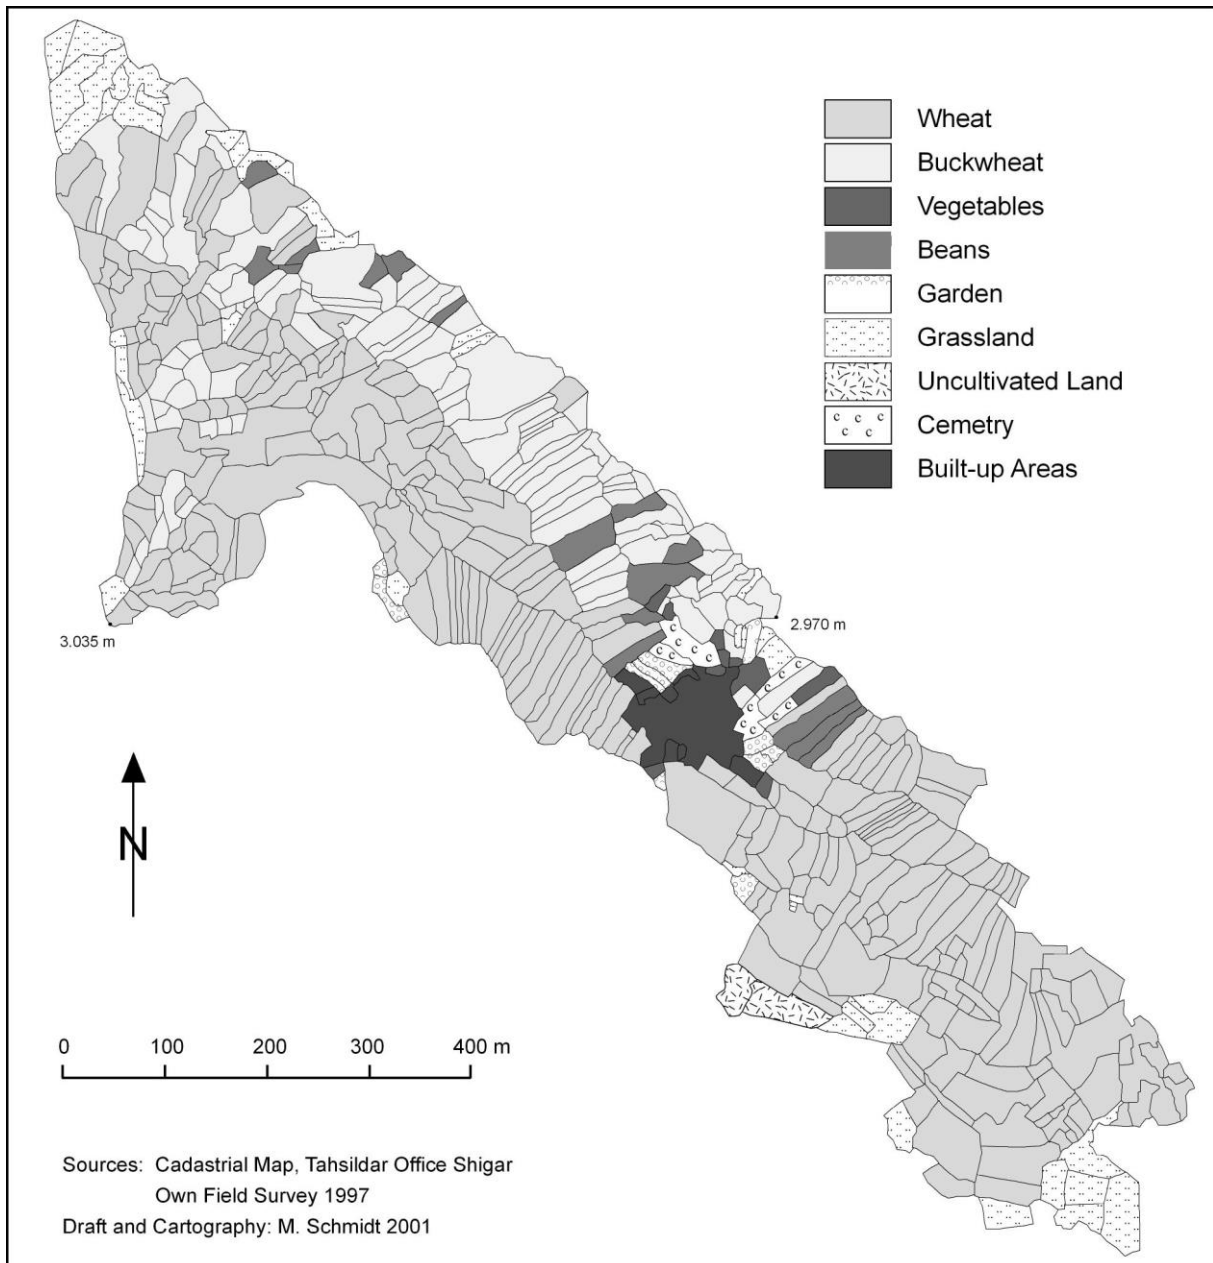 Wheat
Buckwheat
Vegetables
Beans
Garden
Grassland
Uncultivated Land
Cemetry
Built-up Areas
3.035 m
2.970 m
N
0 100 200 300 400 m
Sources: Cadastrial Map, Tahsildar Office Shigar
Own Field Survey 1997
Draft and Cartography: M. Schmidt 2001